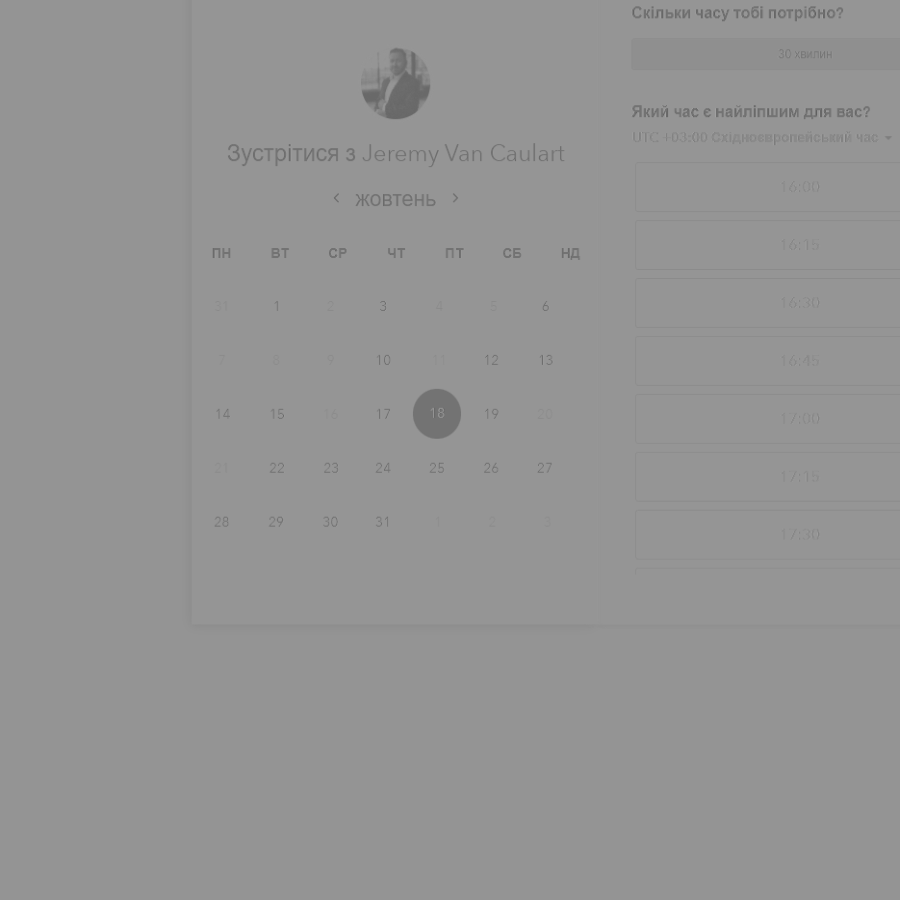 Зустрітися з Jeremy Van Caulart
жовтень
ПН ВТ СР ЧТ ПТ СБ НД
31 1 2 3 4 5 6
7 8 9 10 11 12 13
14 15 16 17 18 19 20
21 22 23 24 25 26 27
28 29 30 31 1 2 3
Скільки часу тобі потрібно?
30 хвилин
Який час є найліпшим для вас?
UTC +03:00 Східноєвропейський час
16:00
16:15
16:30
16:45
17:00
17:15
17:30